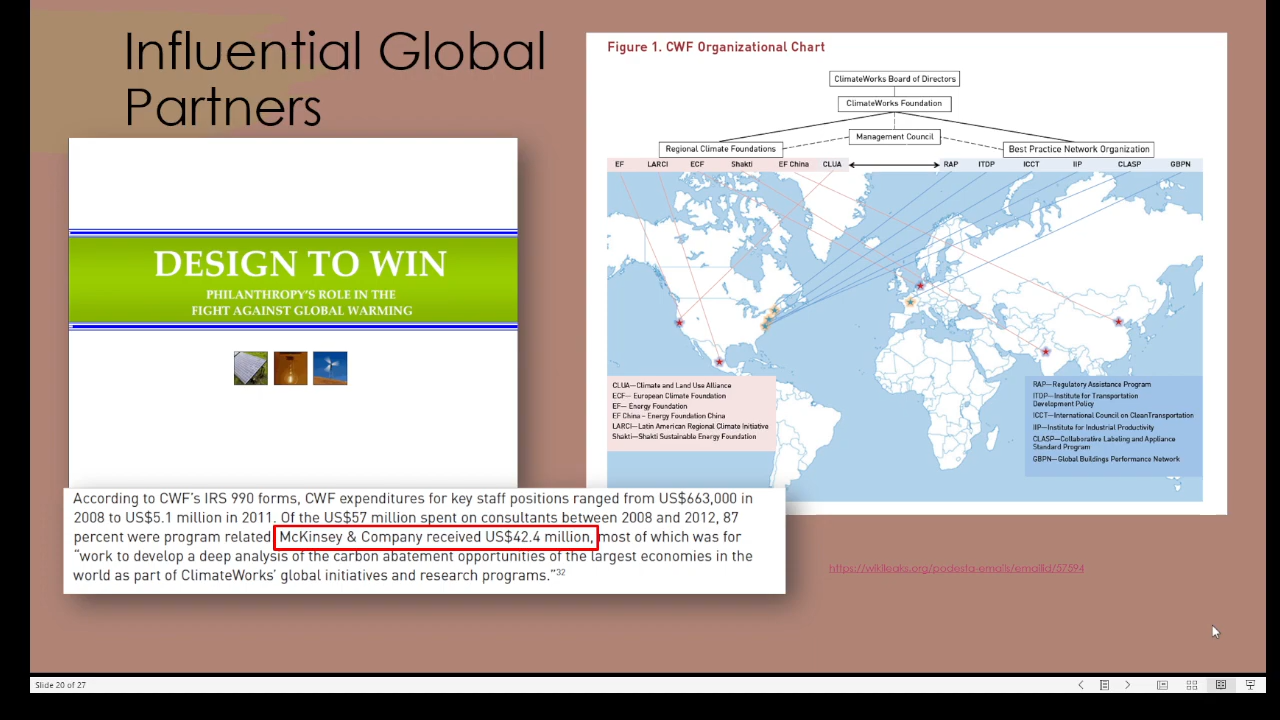 Influential Global
Partners
DESIGN TO WIN
PHILANTHROPY'S ROLE IN THE
FIGHT AGAINST GLOBAL WARMING
According to CWF's IRS 990 forms, CWF expenditures for key staff positions ranged from US$663,000 in
2008 to US$5.1 million in 2011. Of the US$57 million spent on consultants between 2008 and 2012, 87
percent were program related. McKinsey & Company received US$42.4 million, most of which was for
“work to develop a deep analysis of the carbon abatement opportunities of the largest economies in the
world as part of ClimateWorks' global initiatives and research programs.”32
Figure 1. CWF Organizational Chart
ClimateWorks Board of Directors
ClimateWorks Foundation
Management Council
Regional Climate Foundations
Best Practice Network Organization
EF LARCI ECF Shakti EF China CLUA RAP ITDP ICCT IIP CLASP GBPN
CLUA—Climate and Land Use Alliance
ECF— European Climate Foundation
EF— Energy Foundation
EF China – Energy Foundation China
LARCI—Latin American Regional Climate Initiative
Shakti—Shakti Sustainable Energy Foundation
RAP—Regulatory Assistance Program
ITDP—Institute for Transportation
Development Policy
ICCT—International Council on CleanTransportation
IIP—Institute for Industrial Productivity
CLASP—Collaborative Labeling and Appliance
Standard Program
GBPN—Global Buildings Performance Network
https://wikileaks.org/podesta-emails/emailid/57594
Slide 20 of 27